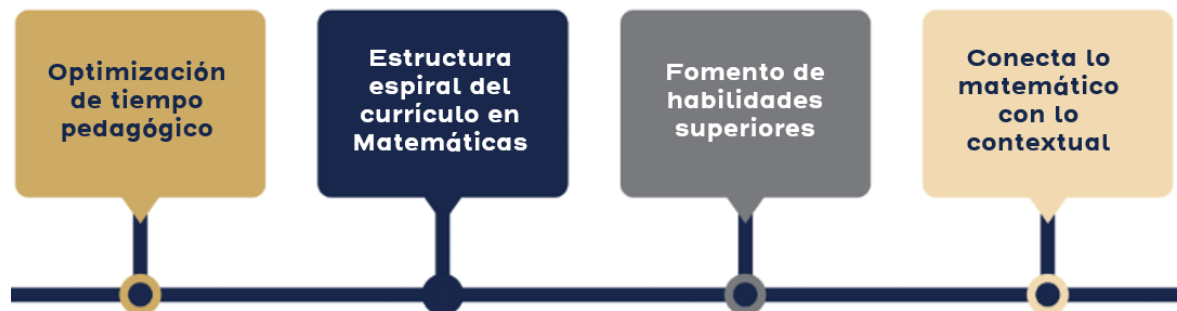 Optimización
de tiempo
pedagógico
Estructura
espiral del
currículo en
Matemáticas
Fomento de
habilidades
superiores
Conecta lo
matemático
con lo
contextual